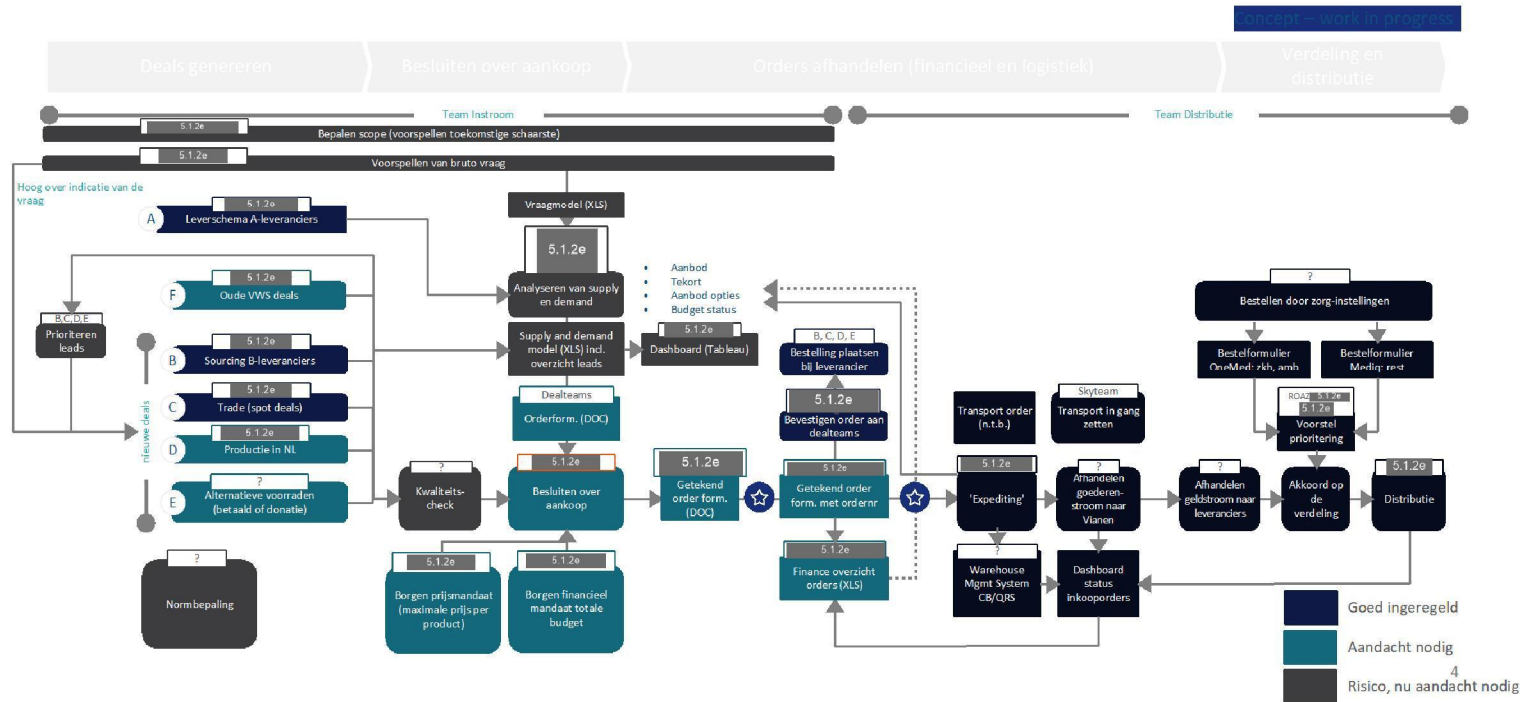 Concept – work in progress
Deals genereren
Besluiten over aankoop
Orders afhandelen (financieel en logistiek)
Verdeling en
distributie
Team Instroom
Team Distributie
5.1.2e
Bepalen scope (voorspellen toekomstige schaarste)
5.1.2e
Voorspellen van bruto vraag
Hoog over indicatie van de
vraag
5.1.2e
A
Leverschema A-leveranciers
Vraagmodel (XLS)
5.1.2e
Analyseren van supply
en demand
• Aanbod
• Tekort
• Aanbod opties
• Budget status
5.1.2e
F
Oude VWS deals
B,C,D,E
Prioriteren
leads
nieuwe deals
5.1.2e
B
Sourcing B-leveranciers
5.1.2e
C
Trade (spot deals)
5.1.2e
D
Productie in NL
?
E
Alternatieve voorraden
(betaald of donatie)
Supply and demand
model (XLS) incl.
overzicht leads
5.1.2e
Dashboard (Tableau)
Dealteams
Orderform. (DOC)
?
Kwaliteits-
check
5.1.2e
Besluiten over
aankoop
5.1.2e
Getekend
order form.
(DOC)
B, C, D, E
Bestelling plaatsen
bij leverancier
5.1.2e
Bevestigen order aan
dealteams
5.1.2e
Getekend order
form. met ordernr
5.1.2e
Finance overzicht
orders (XLS)
?
Normbepaling
5.1.2e
Borgen prijsmandaat
(maximale prijs per
product)
5.1.2e
Borgen financieel
mandaat totale
budget
Transport order
(n.t.b.)
Skyteam
Transport in gang
zetten
5.1.2e
'Expediting'
?
Afhandelen
goederen-
stroom naar
Vianen
?
Warehouse
Mgmt System
CB/QRS
Dashboard
status
inkooporders
?
Afhandelen
geldstroom naar
leveranciers
?
Bestellen door zorg-instellingen
Bestelformulier
OneMed: zkh, amb
Bestelformulier
Mediq: rest
ROAZ 5.1.2e
5.1.2e
Voorstel
prioritering
?
Akkoord op
de
verdeling
5.1.2e
Distributie
Goed ingeregeld
Aandacht nodig
Risico, nu aandacht nodig
4